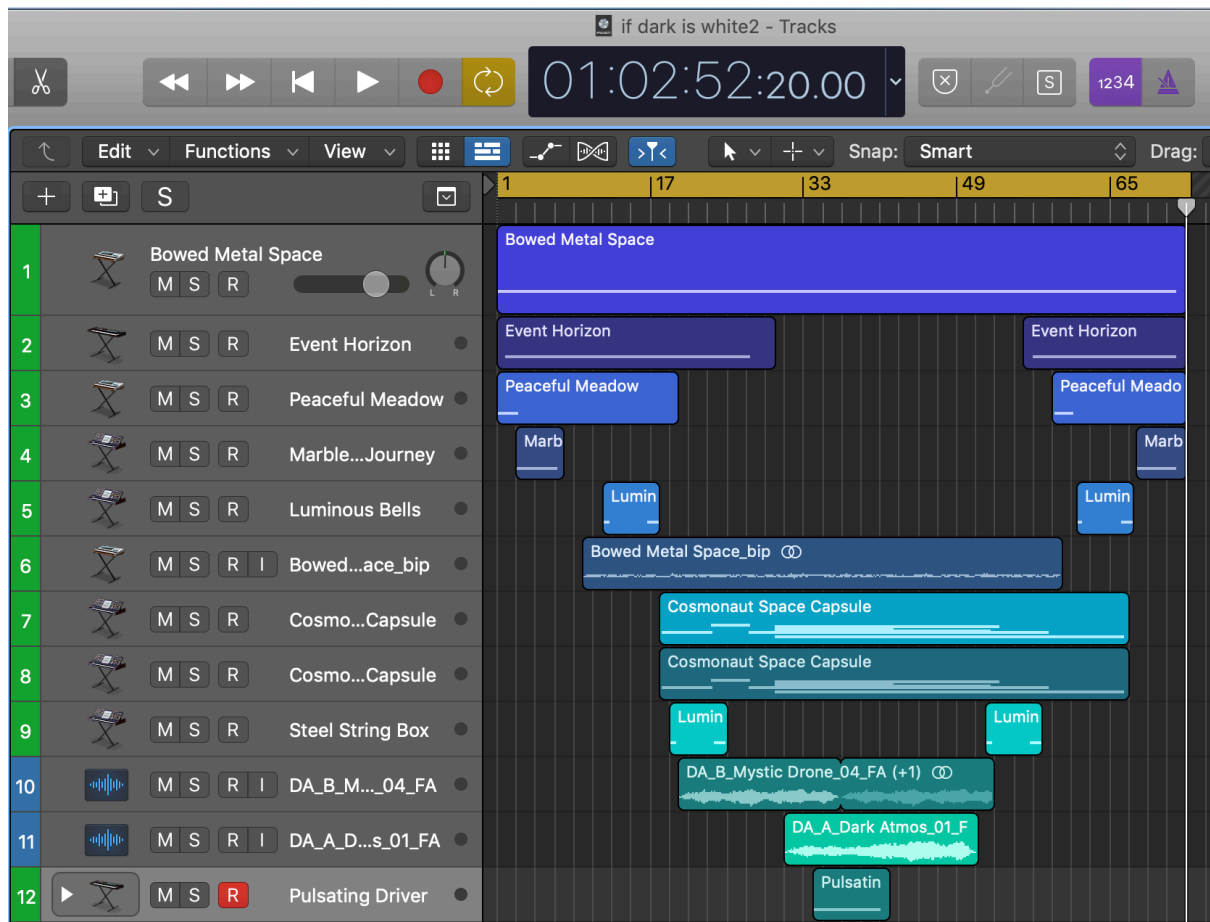 if dark is white2 - Tracks
01:02:52:20.00
S
1234
Edit Functions View Snap: Smart Drag:
S
1 17 33 49 65
1 Bowed Metal Space
M S R
L R
Bowed Metal Space
2 M S R Event Horizon
Event Horizon Event Horizon
3 M S R Peaceful Meadow
Peaceful Meadow Peaceful Meado
4 M S R Marble...Journey
Marb Marb
5 M S R Luminous Bells
Lumin Lumin
6 M S R I Bowed...ace_bip
Bowed Metal Space_bip
7 M S R Cosmo...Capsule
Cosmonaut Space Capsule
8 M S R Cosmo...Capsule
Cosmonaut Space Capsule
9 M S R Steel String Box
Lumin Lumin
10 M S R I DA_B_M..._04_FA
DA_B_Mystic Drone_04_FA (+1)
11 M S R I DA_A_D...s_01_FA
DA_A_Dark Atmos_01_F
12 M S R Pulsating Driver
Pulsatin